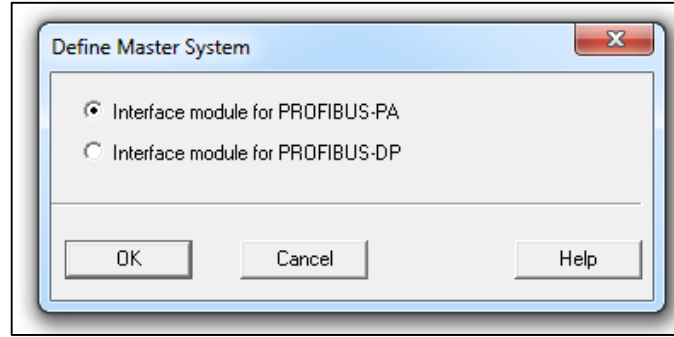 Define Master System
Interface module for PROFIBUS-PA
Interface module for PROFIBUS-DP
OK Cancel Help